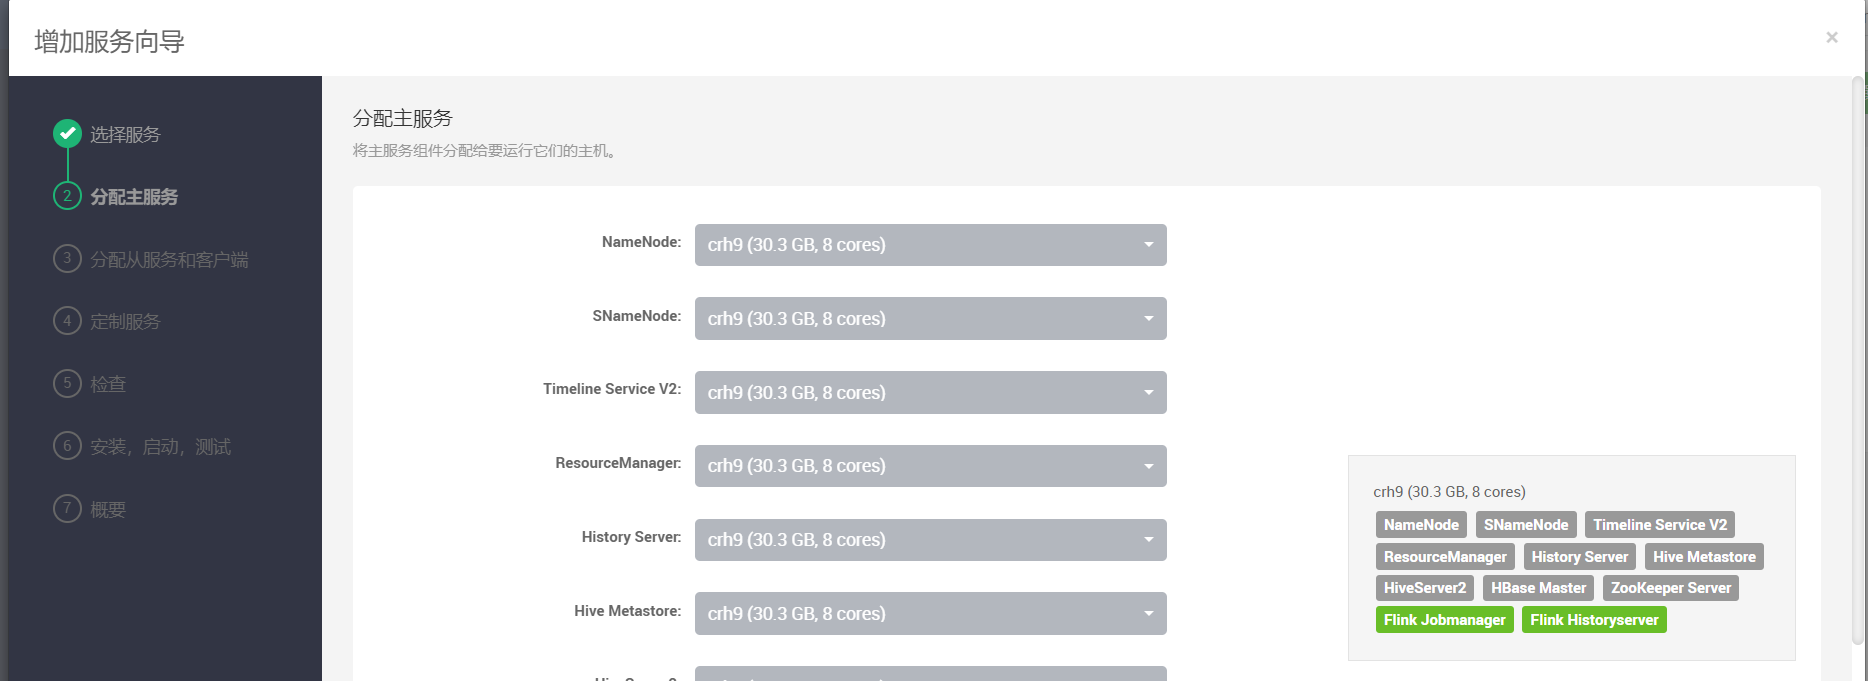 增加服务向导
×
选择服务
2 分配主服务
3 分配从服务和客户端
4 定制服务
5 检查
6 安装，启动，测试
7 概要
分配主服务
将主服务组件分配给要运行它们的主机。
NameNode: crh9 (30.3 GB, 8 cores)
SNameNode: crh9 (30.3 GB, 8 cores)
Timeline Service V2: crh9 (30.3 GB, 8 cores)
ResourceManager: crh9 (30.3 GB, 8 cores)
History Server: crh9 (30.3 GB, 8 cores)
Hive Metastore: crh9 (30.3 GB, 8 cores)
crh9 (30.3 GB, 8 cores)
NameNode SNameNode Timeline Service V2
ResourceManager History Server Hive Metastore
HiveServer2 HBase Master ZooKeeper Server
Flink Jobmanager Flink Historyserver